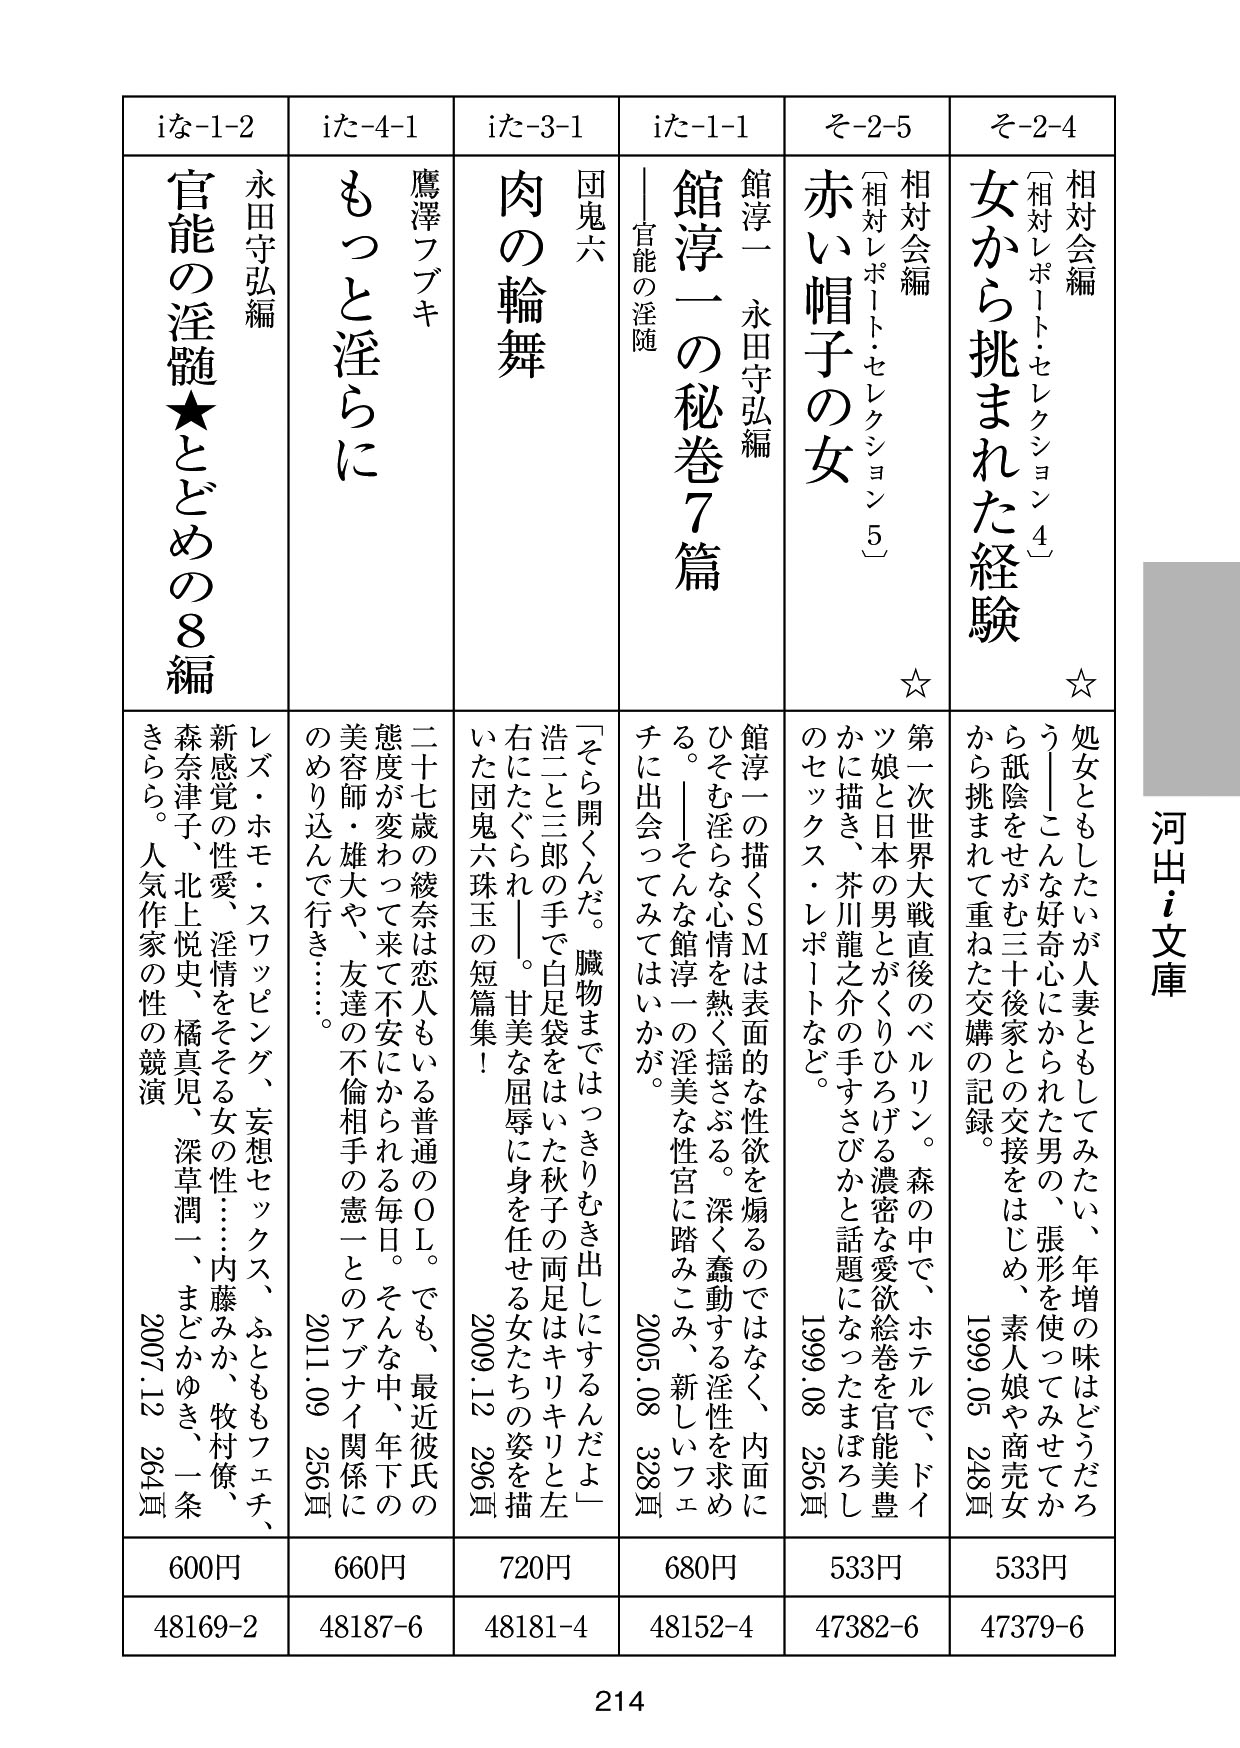 河出i文庫
そ-2-4
相対会編
〔相対レポート・セレクション 4〕
女から挑まれた経験
☆
処女ともしたいが人妻ともしてみたい、年増の味はどうだろ
う――こんな好奇心にかられた男の、張形を使ってみせてか
ら舐陰をせがむ三十後家との交接をはじめ、素人娘や商売女
から挑まれて重ねた交媾の記録。
1999.05 248頁
533円
47379-6
そ-2-5
相対会編
〔相対レポート・セレクション 5〕
赤い帽子の女
☆
第一次世界大戦直後のベルリン。森の中で、ホテルで、ドイ
ツ娘と日本の男とがくりひろげる濃密な愛欲絵巻を官能美豊
かに描き、芥川龍之介の手すさびかと話題になったまぼろし
のセックス・レポートなど。
1999.08 256頁
533円
47382-6
iた-1-1
館淳一 永田守弘編
館淳一の秘巻7篇
――官能の淫随
館淳一の描くＳＭは表面的な性欲を煽るのではなく、内面に
ひそむ淫らな心情を熱く揺さぶる。深く蠢動する淫性を求め
る。――そんな館淳一の淫美な性宮に踏みこみ、新しいフェ
チに出会ってみてはいかが。
2005.08 328頁
680円
48152-4
iた-3-1
団鬼六
肉の輪舞
「そら開くんだ。臓物まではっきりむき出しにするんだよ」
浩二と三郎の手で白足袋をはいた秋子の両足はキリキリと左
右にたぐられ――。甘美な屈辱に身を任せる女たちの姿を描
いた団鬼六珠玉の短篇集！
2009.12 296頁
720円
48181-4
iた-4-1
鷹澤フブキ
もっと淫らに
二十七歳の綾奈は恋人もいる普通のＯＬ。でも、最近彼氏の
態度が変わって来て不安にかられる毎日。そんな中、年下の
美容師・雄大や、友達の不倫相手の憲一とのアブナイ関係に
のめり込んで行き……。
2011.09 256頁
660円
48187-6
iな-1-2
永田守弘編
官能の淫髄★とどめの8編
レズ・ホモ・スワッピング、妄想セックス、ふとももフェチ、
新感覚の性愛、淫情をそそる女の性……内藤みか、牧村僚、
森奈津子、北上悦史、橘真児、深草潤一、まどかゆき、一条
きらら。人気作家の性の競演
2007.12 264頁
600円
48169-2
214